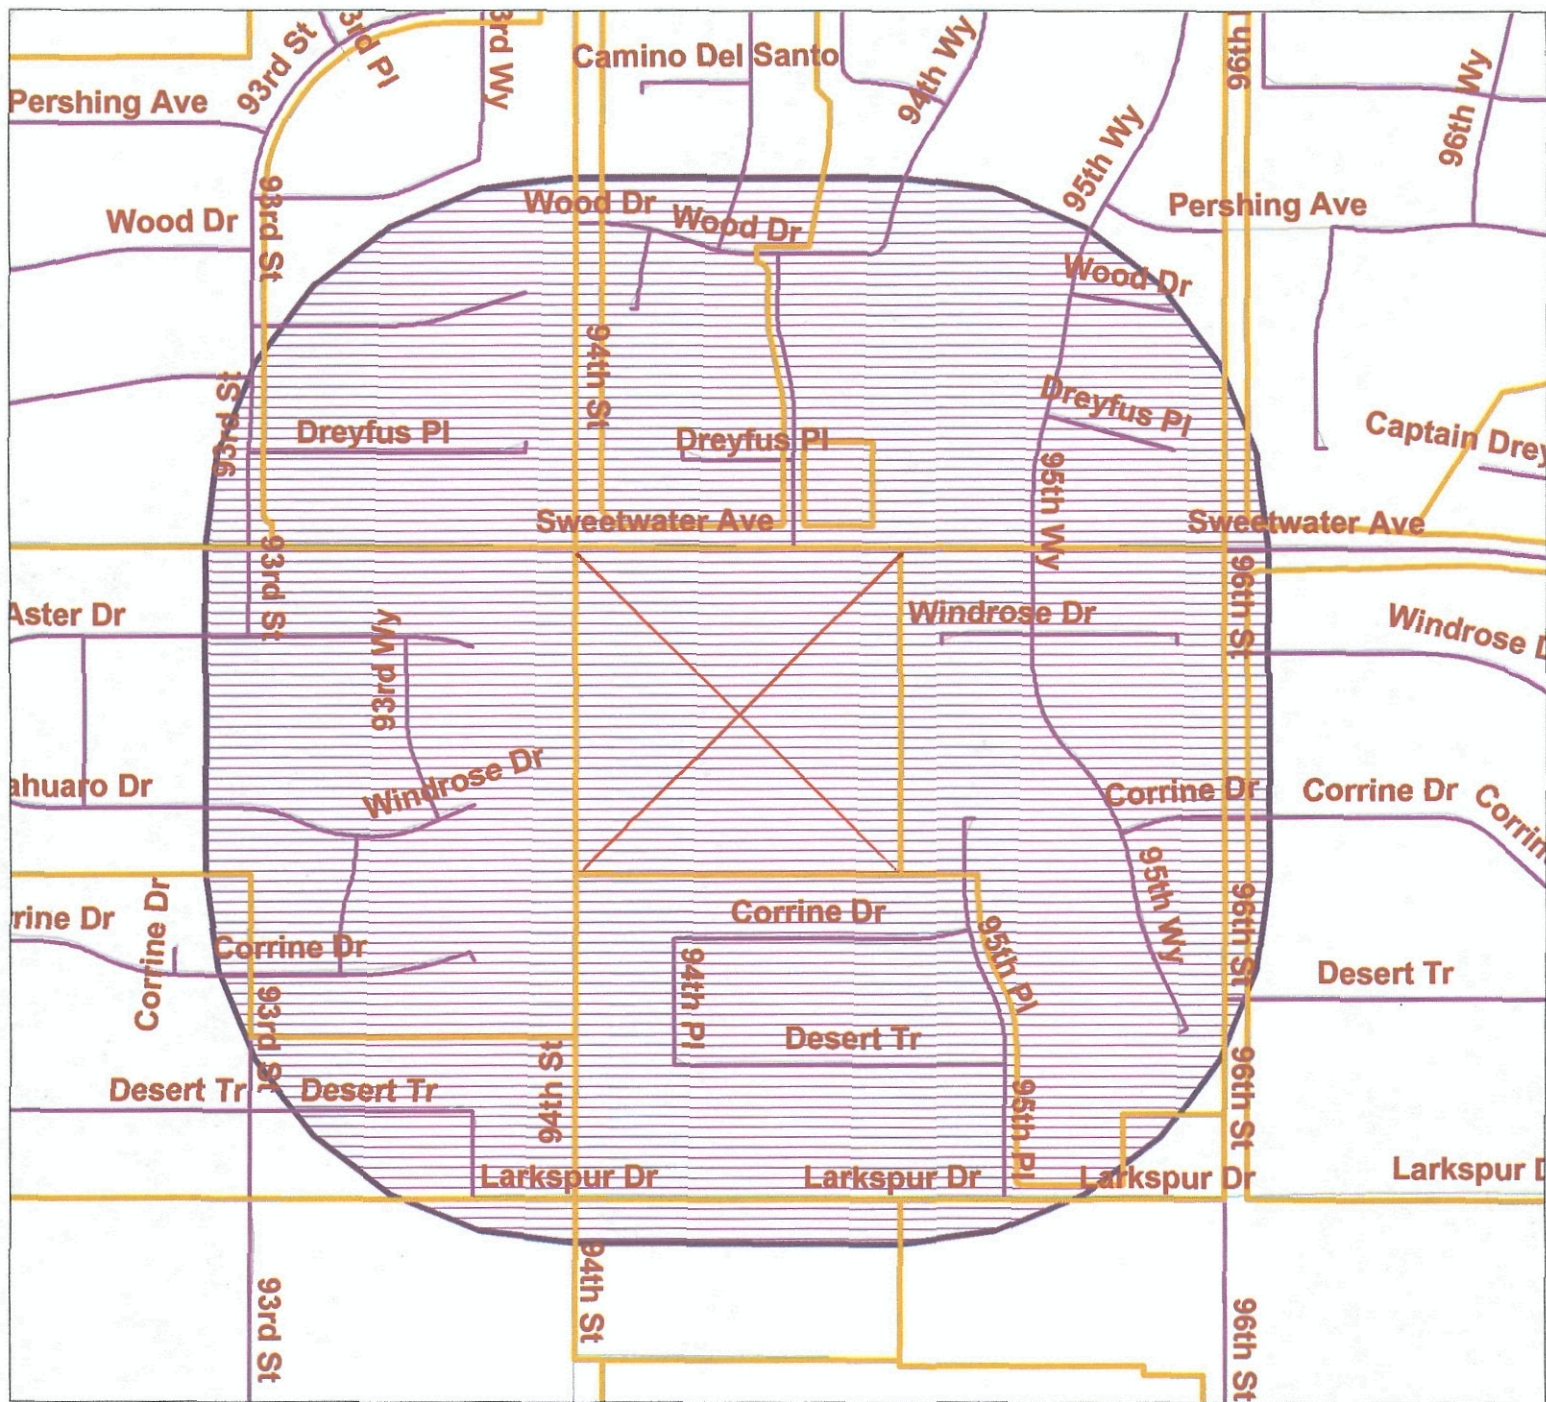 93rd St
3rd Pl
3rd Wy
Camino Del Santo
94th Wy
96th
96th Wy
Pershing Ave
95th Wy
93rd St
Wood Dr
Wood Dr
Wood Dr
Pershing Ave
Wood Dr
94th St
93rd St
Dreyfus Pl
Dreyfus Pl
Dreyfus Pl
Captain Drey
95th Wy
Sweetwater Ave
Sweetwater Ave
93rd St
96th St
Aster Dr
93rd Wy
Windrose Dr
Windrose D
ahuaro Dr
Windrose Dr
Corrine Dr
Corrine Dr
Corrin
95th Wy
96th St
rine Dr
Corrine Dr
Corrine Dr
Corrine Dr
94th Pl
95th Pl
93rd St
Desert Tr
Desert Tr
Desert Tr
Desert Tr
94th St
95th Pl
96th St
Larkspur Dr
Larkspur Dr
Larkspur Dr
Larkspur D
94th St
93rd St
96th St